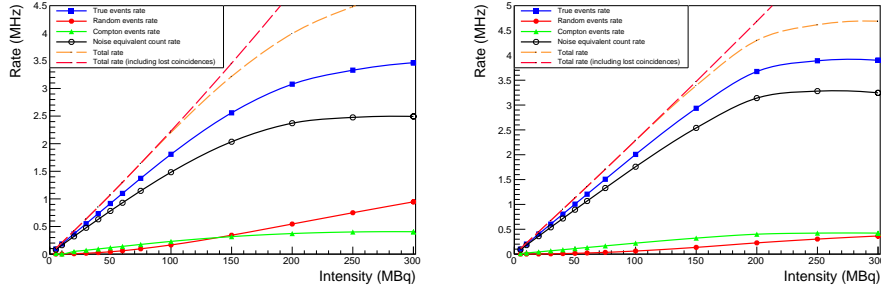 Rate (MHz)
4.5
4
3.5
3
2.5
2
1.5
1
0.5
0
True events rate
Random events rate
Compton events rate
Noise equivalent count rate
Total rate
Total rate (including lost coincidences)
0 50 100 150 200 250 300
Intensity (MBq)
Rate (MHz)
5
4.5
4
3.5
3
2.5
2
1.5
1
0.5
0
True events rate
Random events rate
Compton events rate
Noise equivalent count rate
Total rate
Total rate (including lost coincidences)
0 50 100 150 200 250 300
Intensity (MBq)